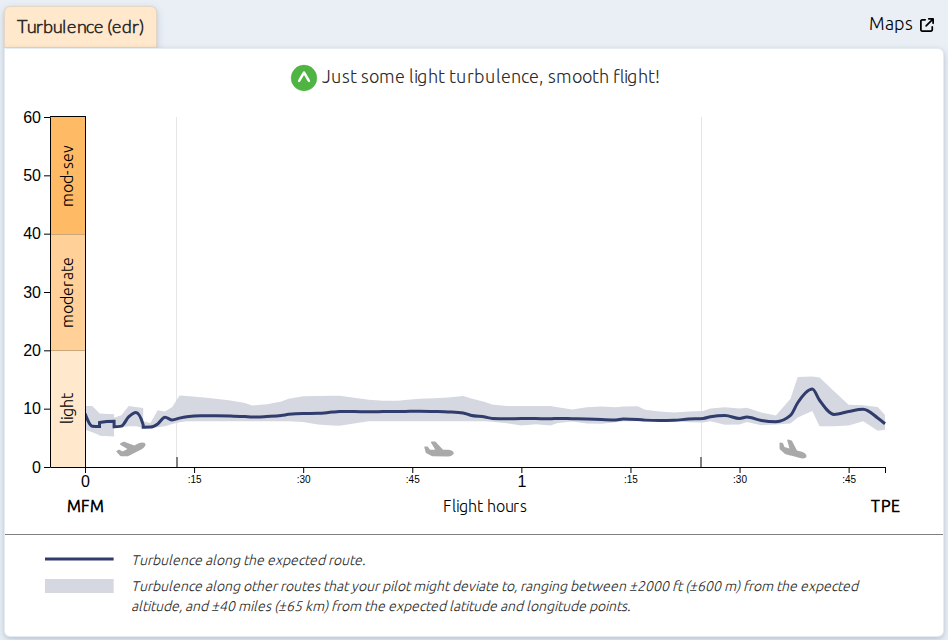 Turbulence (edr)
Maps
Just some light turbulence, smooth flight!
60
50
40
30
20
10
0
mod-sev
moderate
light
0
:15
:30
:45
1
:15
:30
:45
MFM
Flight hours
TPE
Turbulence along the expected route.
Turbulence along other routes that your pilot might deviate to, ranging between ±2000 ft (±600 m) from the expected
altitude, and ±40 miles (±65 km) from the expected latitude and longitude points.